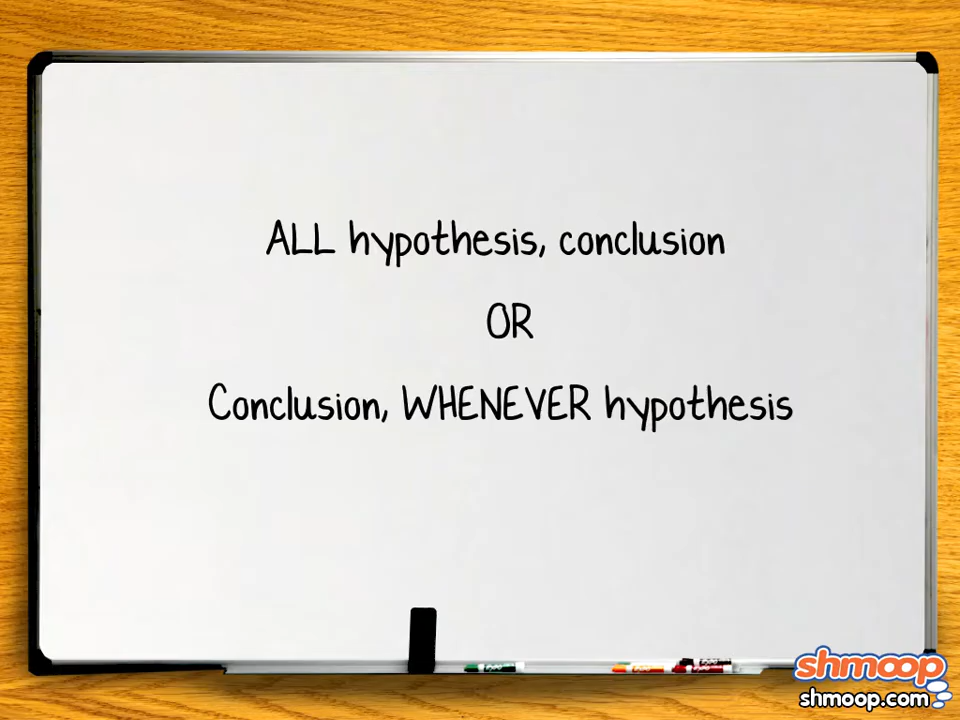 ALL hypothesis, conclusion
OR
Conclusion, WHENEVER hypothesis
shmoop
shmoop.com